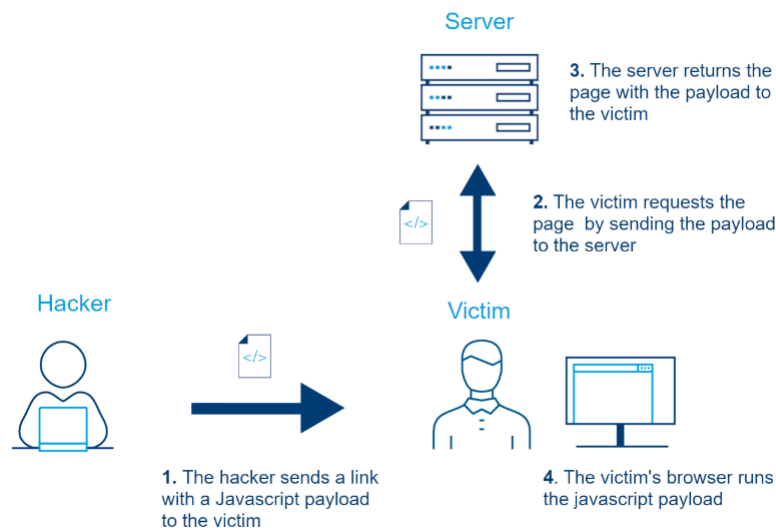 Server
3. The server returns the
page with the payload to
the victim
2. The victim requests the
page by sending the payload
to the server
</>
Hacker
Victim
</>
1. The hacker sends a link
with a Javascript payload
to the victim
4. The victim's browser runs
the javascript payload